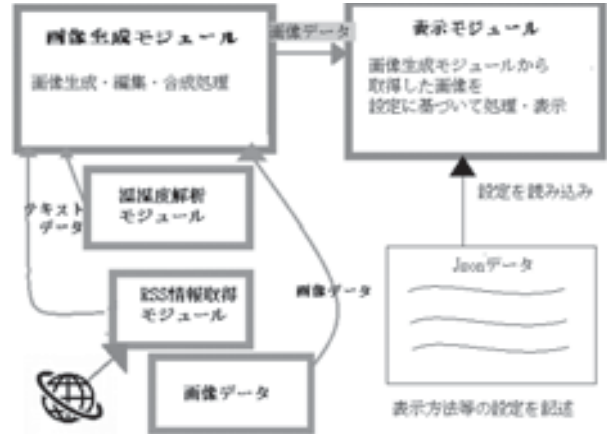 画像生成モジュール
画像生成・編集・合成処理
画像データ
表示モジュール
画像生成モジュールから
取得した画像を
設定に基づいて処理・表示
温湿度解析
モジュール
テキスト
データ
設定を読み込み
Jsonデータ
RSS情報取得
モジュール
画像データ
画像データ
表示方法等の設定を記述